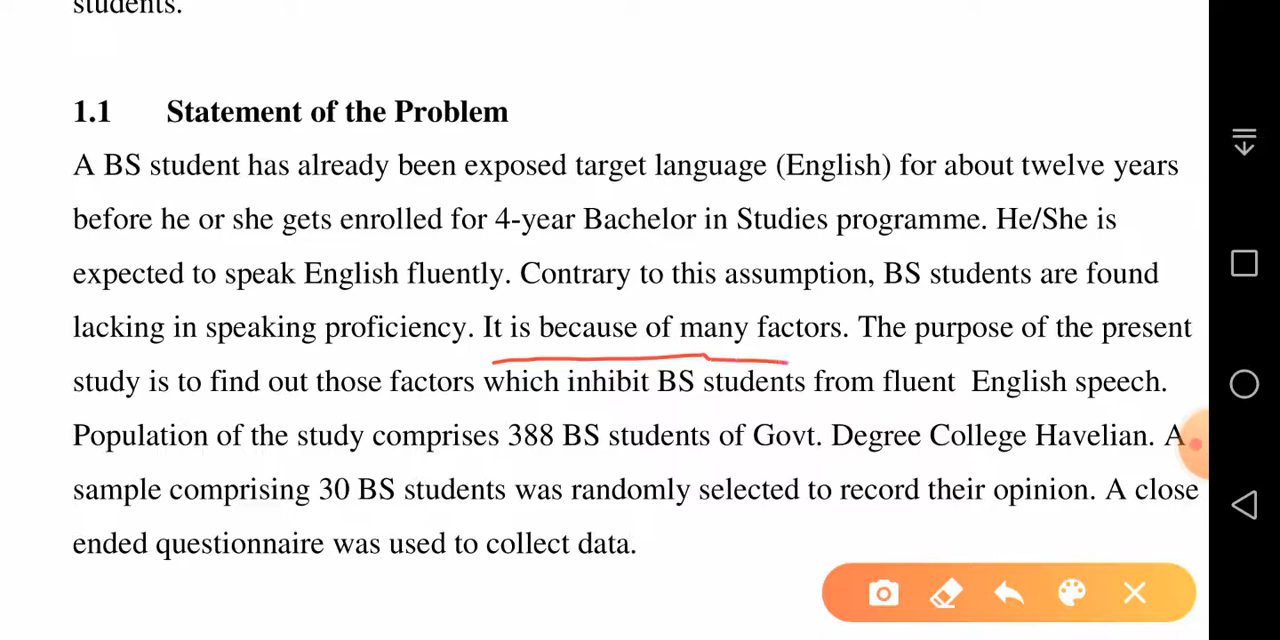 students.
1.1 Statement of the Problem
A BS student has already been exposed target language (English) for about twelve years
before he or she gets enrolled for 4-year Bachelor in Studies programme. He/She is
expected to speak English fluently. Contrary to this assumption, BS students are found
lacking in speaking proficiency. It is because of many factors. The purpose of the present
study is to find out those factors which inhibit BS students from fluent  English speech.
Population of the study comprises 388 BS students of Govt. Degree College Havelian. A
sample comprising 30 BS students was randomly selected to record their opinion. A close
ended questionnaire was used to collect data.